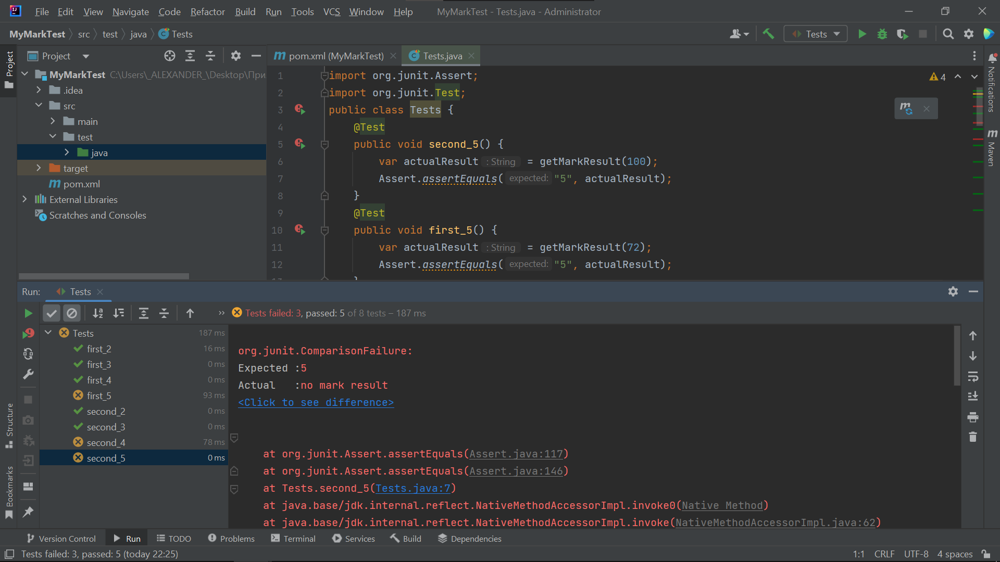 File Edit View Navigate Code Refactor Build Run Tools VCS Window Help MyMarkTest - Tests.java - Administrator
MyMarkTest src test java Tests
Tests
Project
Project
pom.xml (MyMarkTest)
Tests.java
MyMarkTest C:\Users\_ALEXANDER_\Desktop\При
.idea
src
main
test
java
target
pom.xml
External Libraries
Scratches and Consoles
1 import org.junit.Assert;
2 import org.junit.Test;
3 public class Tests {
4 @Test
5 public void second_5() {
6 var actualResult : String = getMarkResult(100);
7 Assert.assertEquals( expected: "5", actualResult);
8 }
9 @Test
10 public void first_5() {
11 var actualResult : String = getMarkResult(72);
12 Assert.assertEquals( expected: "5", actualResult);
4
Notifications
Maven
Run: Tests
Tests failed: 3, passed: 5 of 8 tests – 187 ms
Tests 187 ms
first_2 16 ms
first_3 0 ms
first_4 0 ms
first_5 93 ms
second_2 0 ms
second_3 0 ms
second_4 78 ms
second_5 0 ms
org.junit.ComparisonFailure:
Expected :5
Actual :no mark result
<Click to see difference>
at org.junit.Assert.assertEquals(Assert.java:117)
at org.junit.Assert.assertEquals(Assert.java:146)
at Tests.second_5(Tests.java:7)
at java.base/jdk.internal.reflect.NativeMethodAccessorImpl.invoke0(Native Method)
at java.base/jdk.internal.reflect.NativeMethodAccessorImpl.invoke(NativeMethodAccessorImpl.java:62)
Structure
Bookmarks
Version Control Run TODO Problems Terminal Services Build Dependencies
Tests failed: 3, passed: 5 (today 22:25)
1:1 CRLF UTF-8 4 spaces